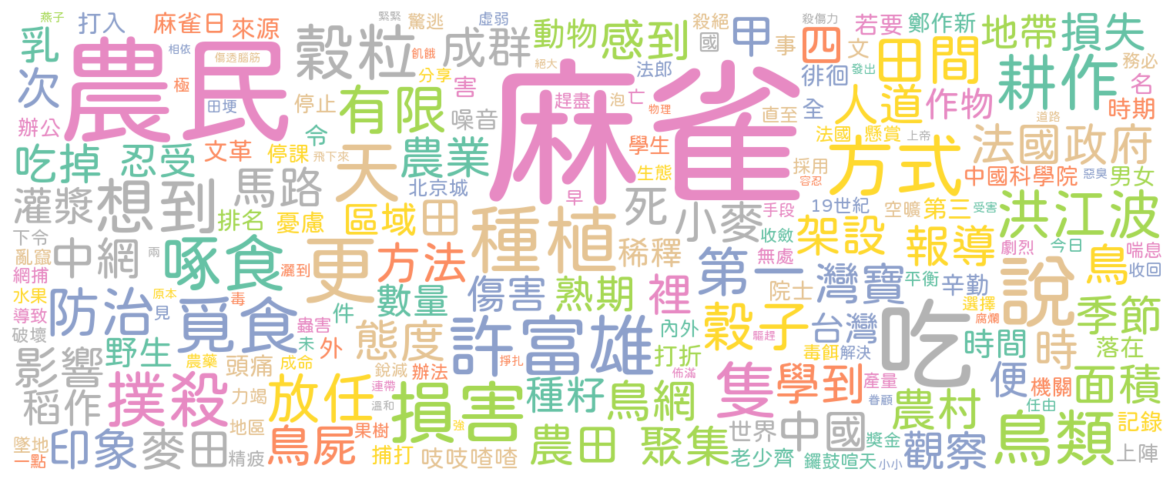 燕子 打入 麻雀日 來源 緊緊 驚逃 虛弱 動物 感到 殺絕 國 甲 殺傷力 事 四 若要 文 鄭作新 地帶 損失 務必
乳 農民 相依 傷透腦筋 穀粒 飢餓 成群 分享 絕大 法郎 徘徊 發出 田間 耕作
次 極 田埂 停止 有限 害 噪音 麻雀 趕盡 泡 亡 物理 直至 全 人道 作物 名 時期
辦公 令 文革 停課 飛下來 農業 學生 法國 懸賞 上帝 道路 法國政府
吃掉 忍受 天 北京城 生態 早 採用 容忍 方式 中國科學院 惡臭 男女
灌漿 想到 馬路 排名 憂慮 區域 田 種植 死 小麥 手段 19世紀 空曠 第三 受害 洪江波
下令 亂竄 中網 兩 啄食 更 方法 稀釋 收斂 無處 架設 報導 劇烈 今日 喘息 收回
網捕 灑到 數量 傷害 熟期 裡 第一 院士 灣寶 平衡 辛勤 鳥 說
水果 導致 原本 毒 見 防治 覓食 件 內外 穀子 台灣 選擇 腐爛 季節
破壞 蟲害 未 外 態度 許富雄 打折 驅趕 毒餌 解決 吃 時間 時 落在
影響 野生 農藥 成命 頭痛 銳減 辦法 掙扎 佈滿 產量 便 機關 面積
稻作 撲殺 力竭 放任 連帶 溫和 損害 種籽 鳥網 隻 學到 眷顧 農村 任由 鳥類 記錄
墜地 一點 印象 麥田 地區 精疲 鳥屍 果樹 捕打 強 吱吱喳喳 農田 聚集 世界 中國 老少齊 獎金 鑼鼓喧天 小小 觀察 上陣